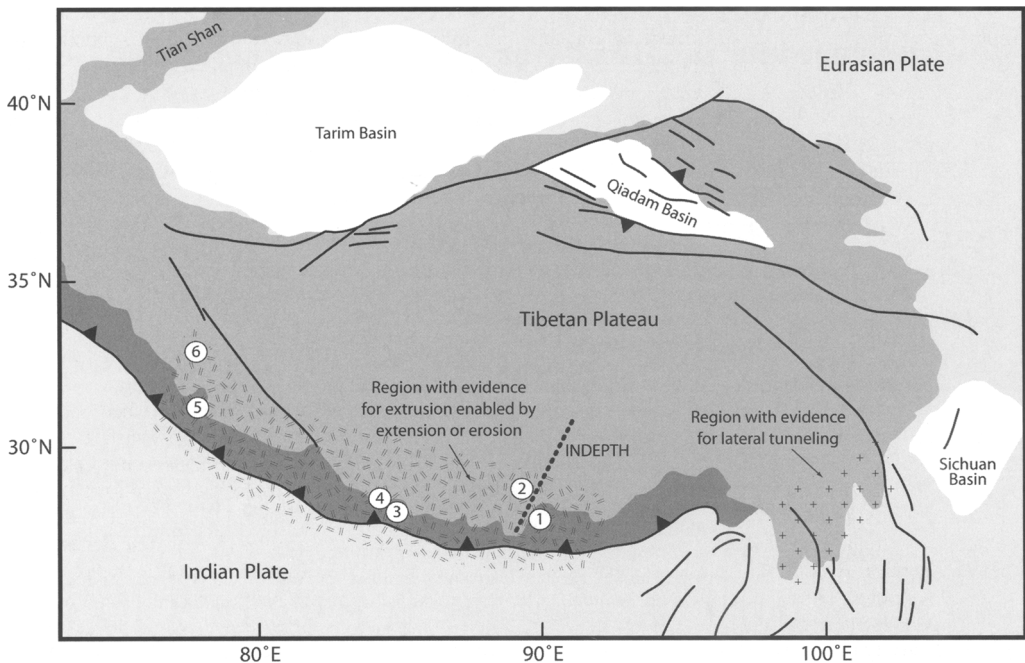 Tian Shan
Eurasian Plate
40°N
Tarim Basin
Qiadam Basin
35°N
Tibetan Plateau
6
Region with evidence
for extrusion enabled by
extension or erosion
5
Region with evidence
for lateral tunneling
30°N
INDEPTH
Sichuan
Basin
2
4
3
1
Indian Plate
80°E
90°E
100°E